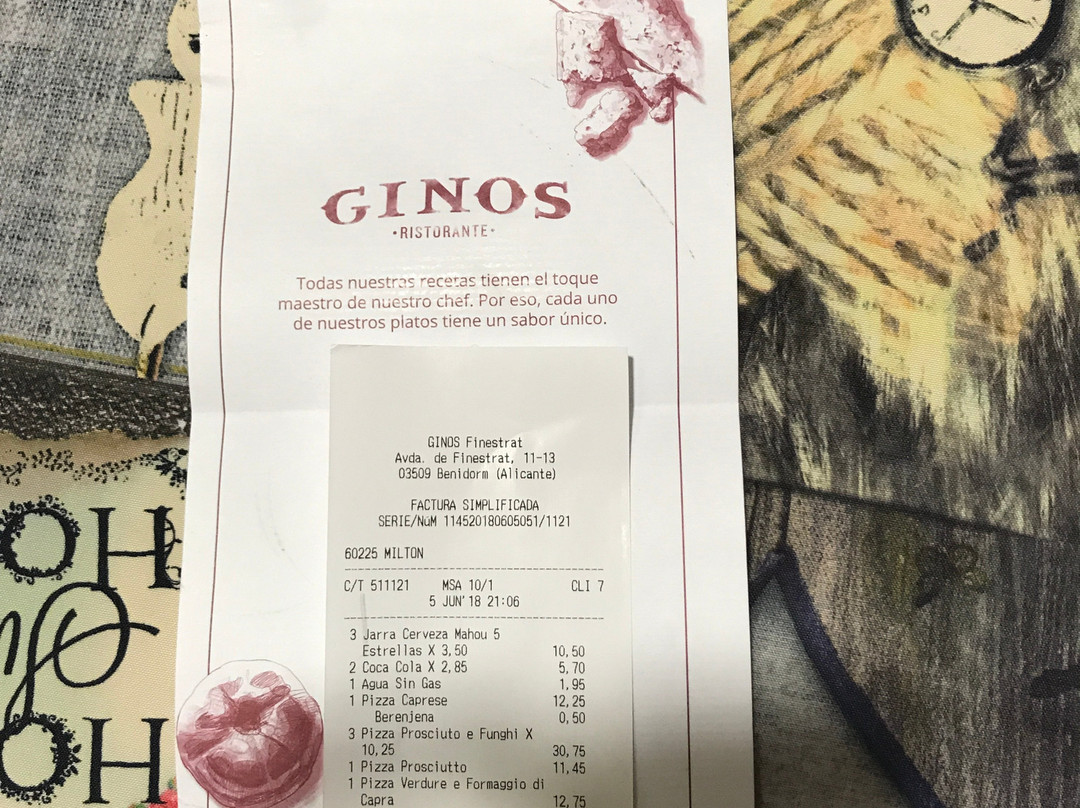 GINOS
•RISTORANTE•
Todas nuestras recetas tienen el toque
maestro de nuestro chef. Por eso, cada uno
de nuestros platos tiene un sabor único.
GINOS Finestrat
Avda. de Finestrat, 11-13
03509 Benidorm (Alicante)
FACTURA SIMPLIFICADA
SERIE/NuM 114520180605051/1121
60225 MILTON
C/T 511121 MSA 10/1 CLI 7
5 JUN'18 21:06
3 Jarra Cerveza Mahou 5
Estrellas X 3,50 10,50
2 Coca Cola X 2,85 5,70
1 Agua Sin Gas 1,95
1 Pizza Caprese 12,25
Berenjena 0,50
3 Pizza Prosciuto e Funghi X
10,25 30,75
1 Pizza Prosciutto 11,45
1 Pizza Verdure e Formaggio di
Capra 12,75
OH
HO